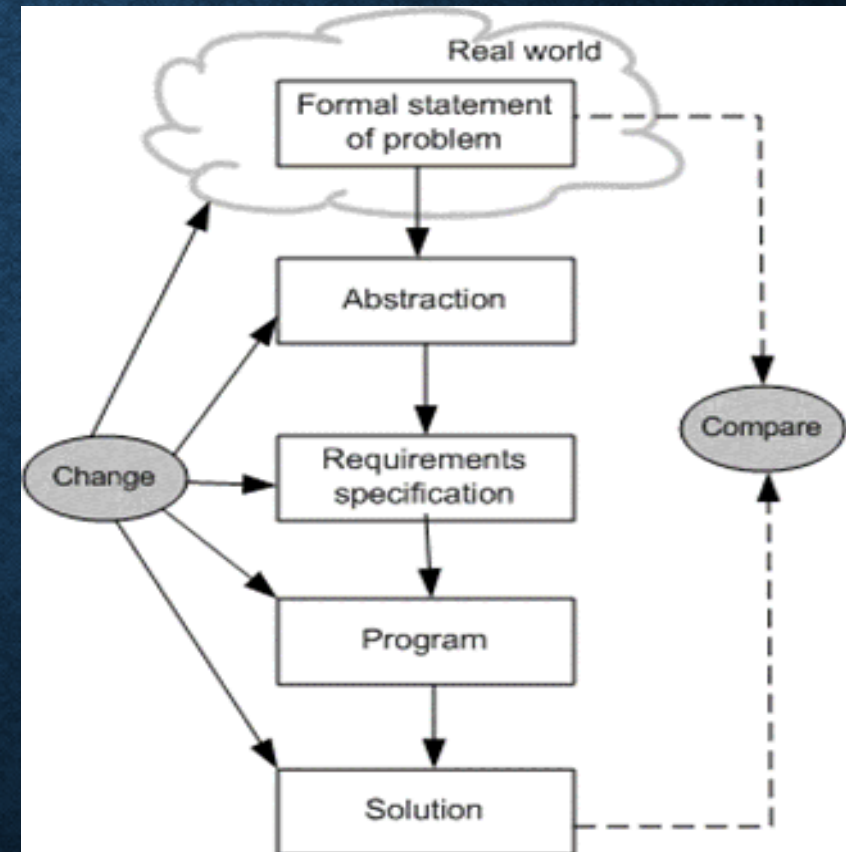 Real world
Formal statement
of problem
Abstraction
Compare
Requirements
specification
Change
Program
Solution